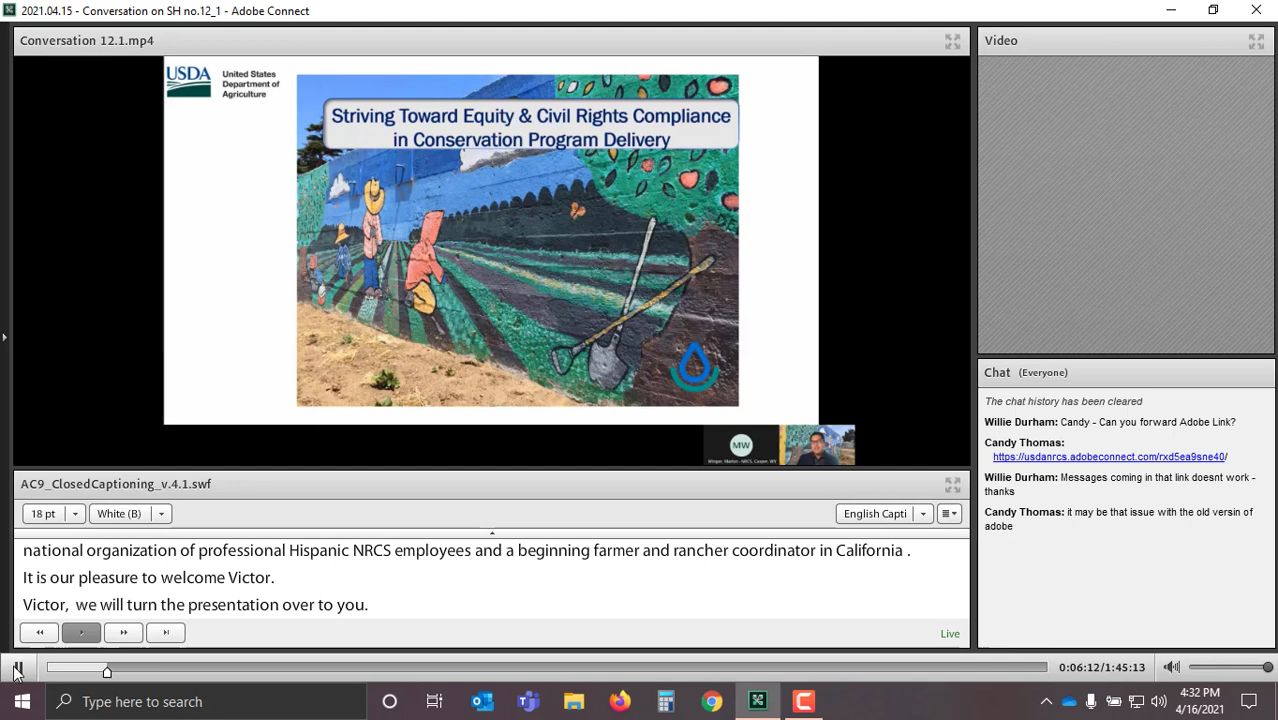 2021.04.15 - Conversation on SH no.12_1 - Adobe Connect
Conversation 12.1.mp4
USDA
United States
Department of
Agriculture
Striving Toward Equity & Civil Rights Compliance
in Conservation Program Delivery
MW
Video
Chat (Everyone)
The chat history has been cleared
Willie Durham: Candy - Can you forward Adobe Link?
Candy Thomas:
https://usdanrcs.adobeconnect.com/rxd5ea9sne40/
Willie Durham: Messages coming in that link doesnt work -
thanks
Candy Thomas: it may be that issue with the old versin of
adobe
AC9_ClosedCaptioning_v.4.1.swf
18 pt
White (B)
English Capti
national organization of professional Hispanic NRCS employees and a beginning farmer and rancher coordinator in California .
It is our pleasure to welcome Victor.
Victor, we will turn the presentation over to you.
Live
0:06:12/1:45:13
Type here to search
4:32 PM
4/16/2021